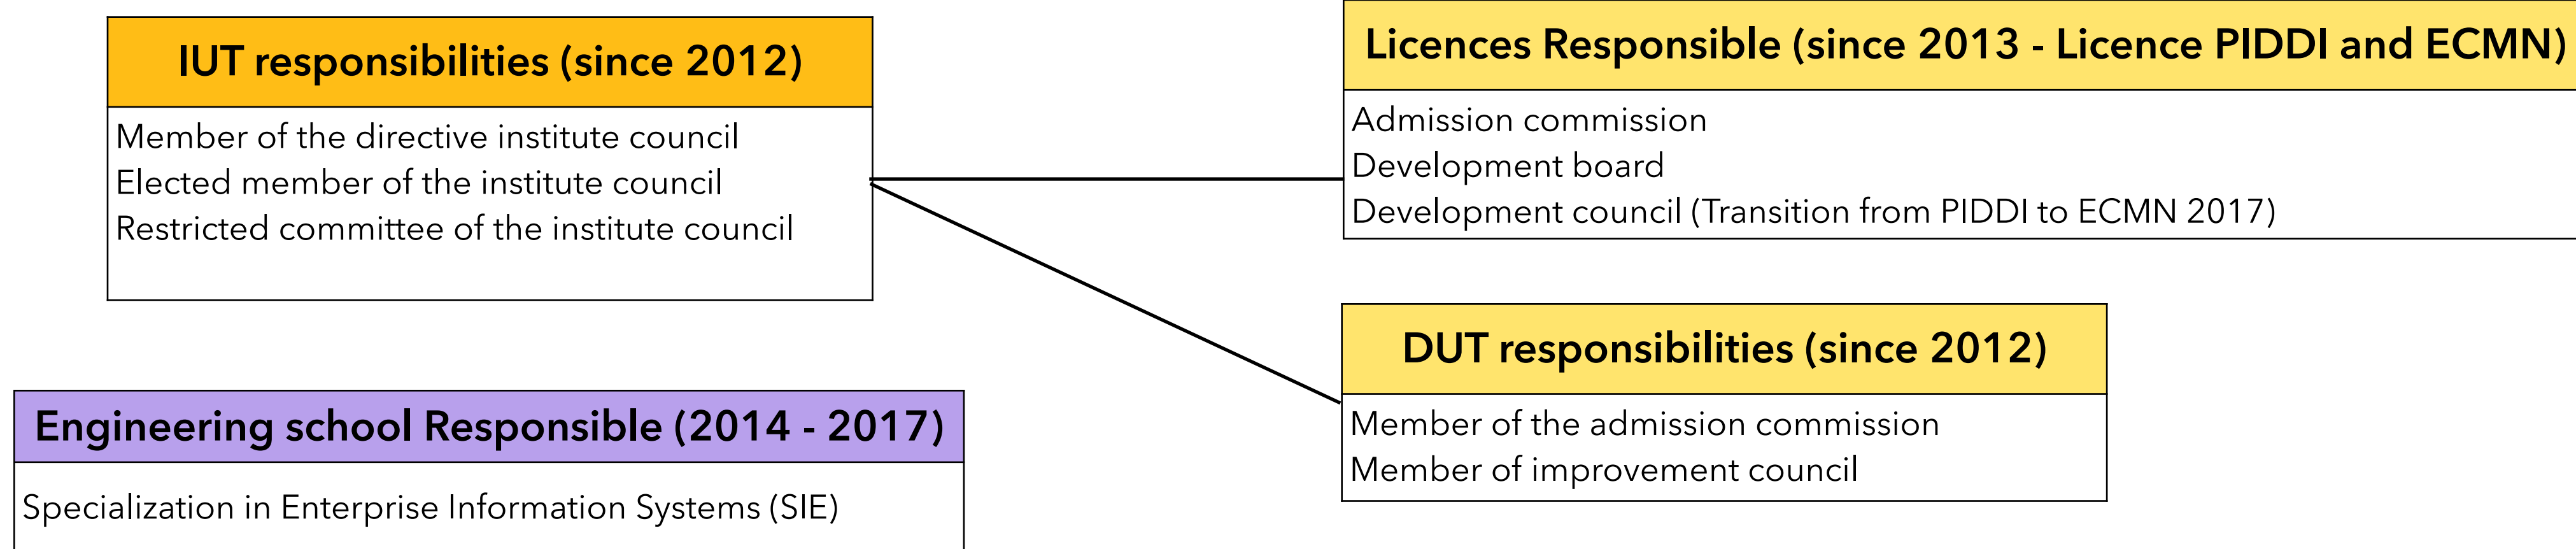 IUT responsibilities (since 2012)
Member of the directive institute council
Elected member of the institute council
Restricted committee of the institute council
Licences Responsible (since 2013 - Licence PIDDI and ECMN)
Admission commission
Development board
Development council (Transition from PIDDI to ECMN 2017)
DUT responsibilities (since 2012)
Member of the admission commission
Member of improvement council
Engineering school Responsible (2014 - 2017)
Specialization in Enterprise Information Systems (SIE)